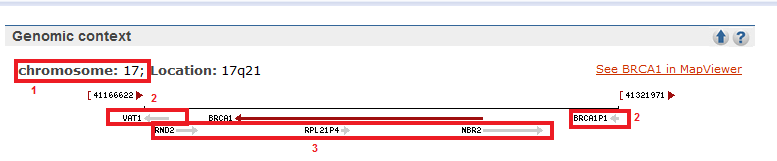 Genomic context
chromosome: 17; Location: 17q21
See BRCA1 in MapViewer
1
[ 41166622
2
[ 41321971
VAT1
BRCA1
BRCA1P1
2
RND2
RPL21P4
NBR2
3